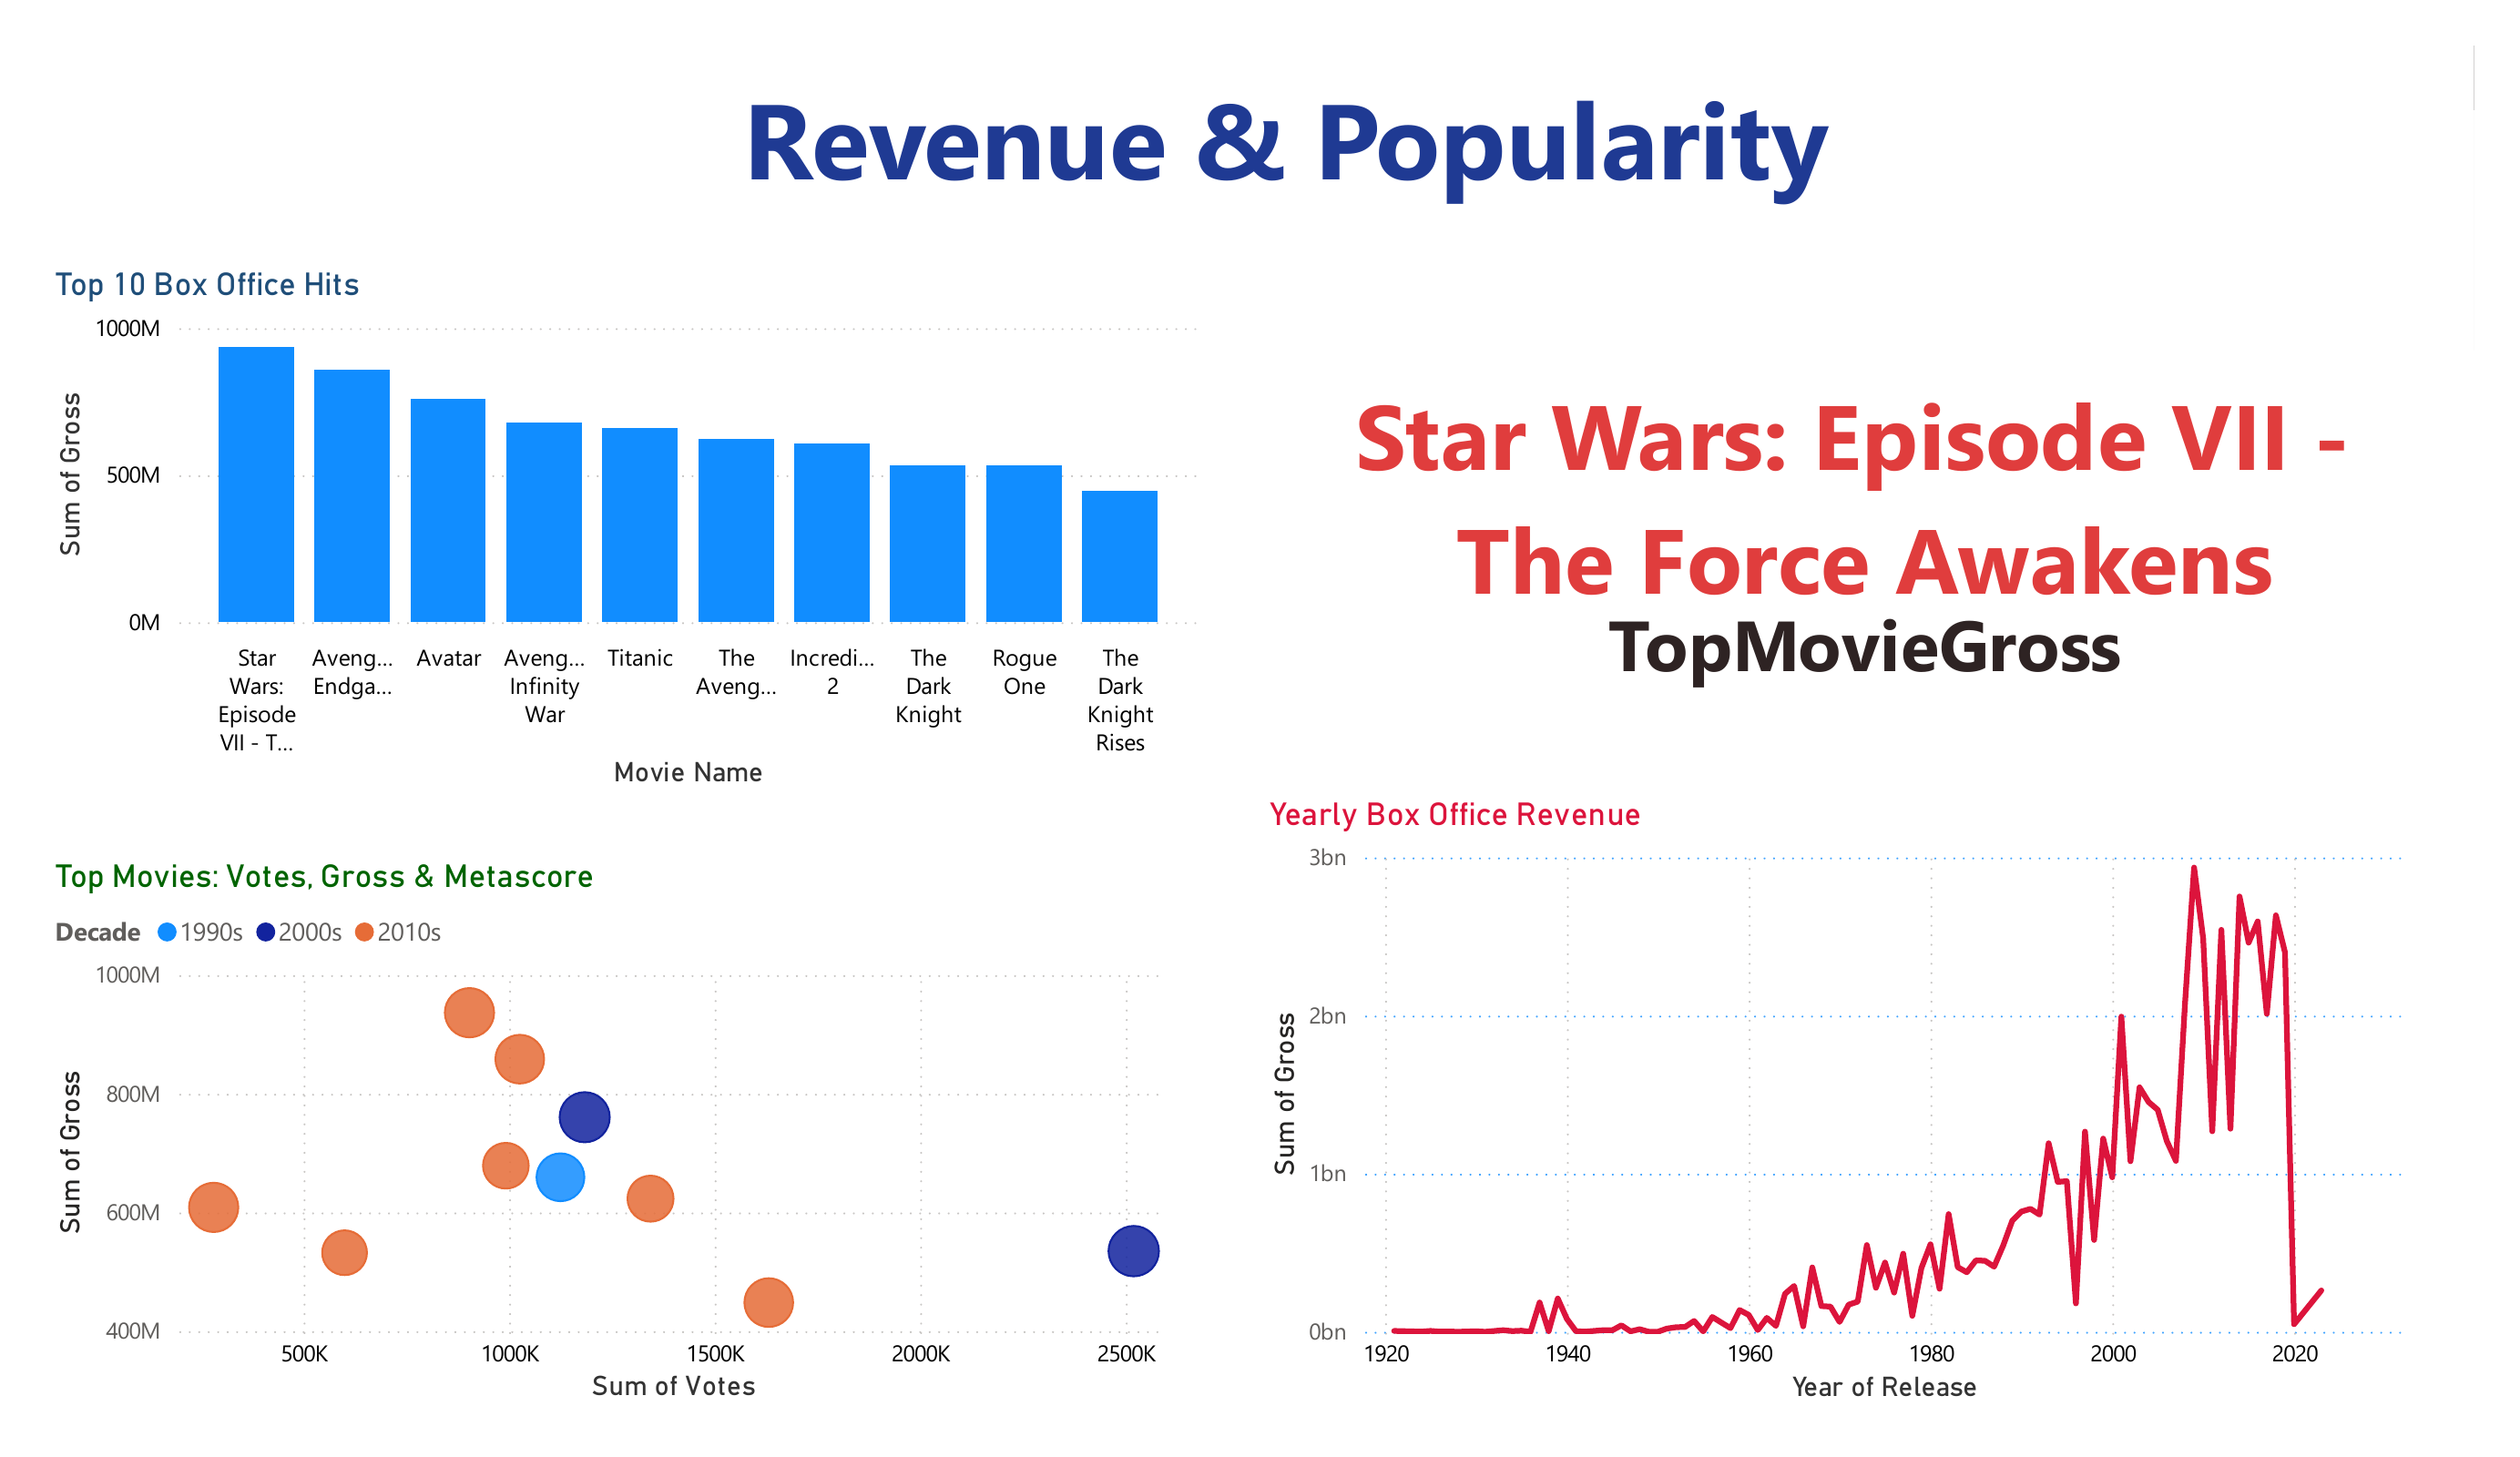 Revenue & Popularity
Top 10 Box Office Hits
1000M
500M
0M
Sum of Gross
Star Wars: Episode VII - T...
Aveng... Endga...
Avatar
Aveng... Infinity War
Titanic
The Aveng...
Incredi... 2
The Dark Knight
Rogue One
The Dark Knight Rises
Movie Name
Star Wars: Episode VII -
The Force Awakens
TopMovieGross
Top Movies: Votes, Gross & Metascore
Decade 1990s 2000s 2010s
1000M
800M
600M
400M
Sum of Gross
500K 1000K 1500K 2000K 2500K
Sum of Votes
Yearly Box Office Revenue
3bn
2bn
1bn
0bn
Sum of Gross
1920 1940 1960 1980 2000 2020
Year of Release